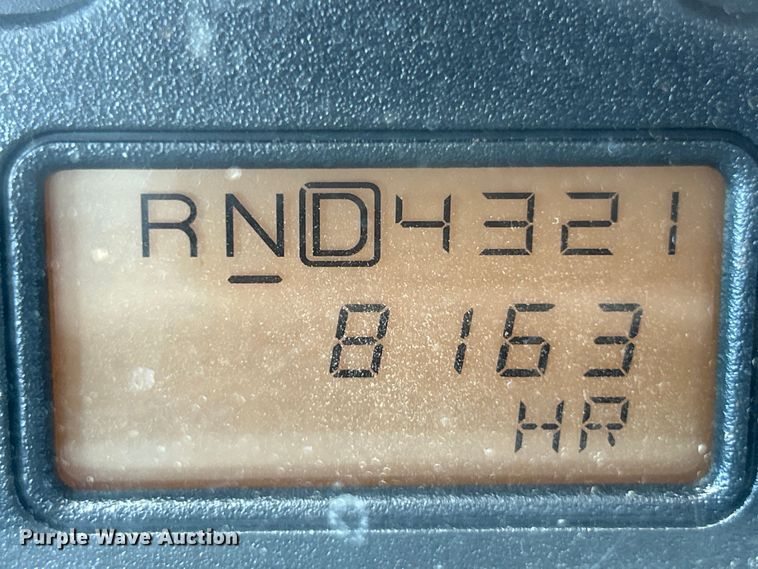 RND4321
8163
HR
Purple Wave Auction